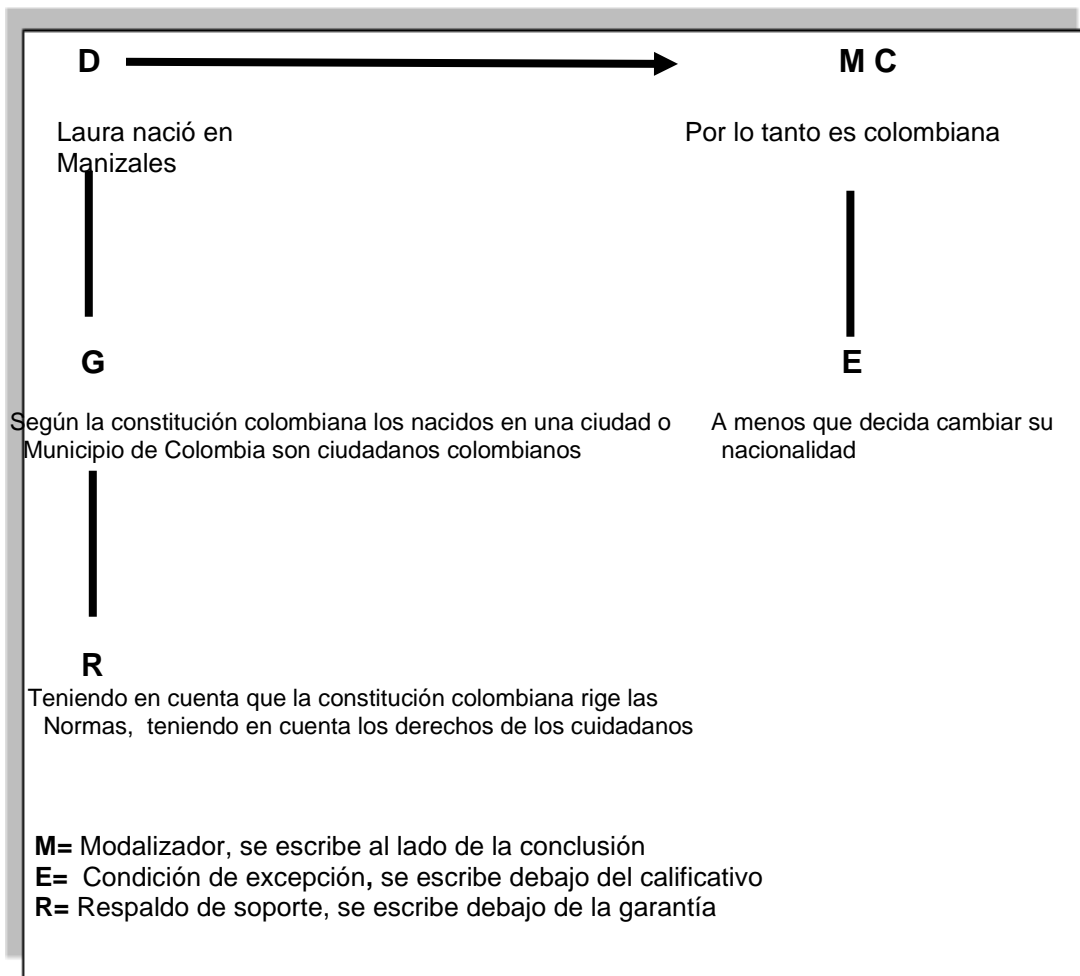 D M C
Laura nació en
Manizales
Por lo tanto es colombiana
G
E
Según la constitución colombiana los nacidos en una ciudad o
Municipio de Colombia son ciudadanos colombianos
A menos que decida cambiar su
nacionalidad
R
Teniendo en cuenta que la constitución colombiana rige las
Normas, teniendo en cuenta los derechos de los cuidadanos
M= Modalizador, se escribe al lado de la conclusión
E= Condición de excepción, se escribe debajo del calificativo
R= Respaldo de soporte, se escribe debajo de la garantía